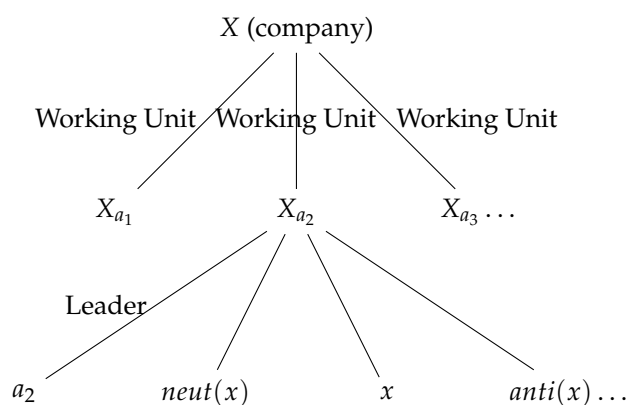 X (company)
Working Unit Working Unit Working Unit
X_{a_1} X_{a_2} X_{a_3} ...
Leader
a_2 neut(x) x anti(x) ...